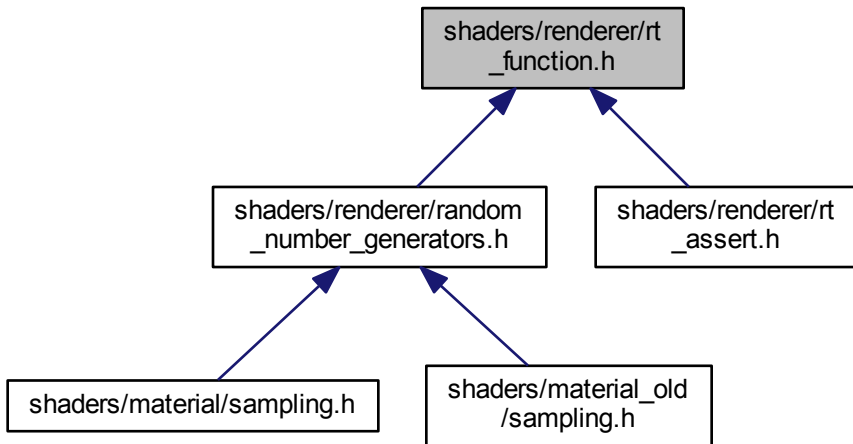 shaders/renderer/rt
_function.h
shaders/renderer/random
_number_generators.h
shaders/renderer/rt
_assert.h
shaders/material/sampling.h
shaders/material_old
/sampling.h